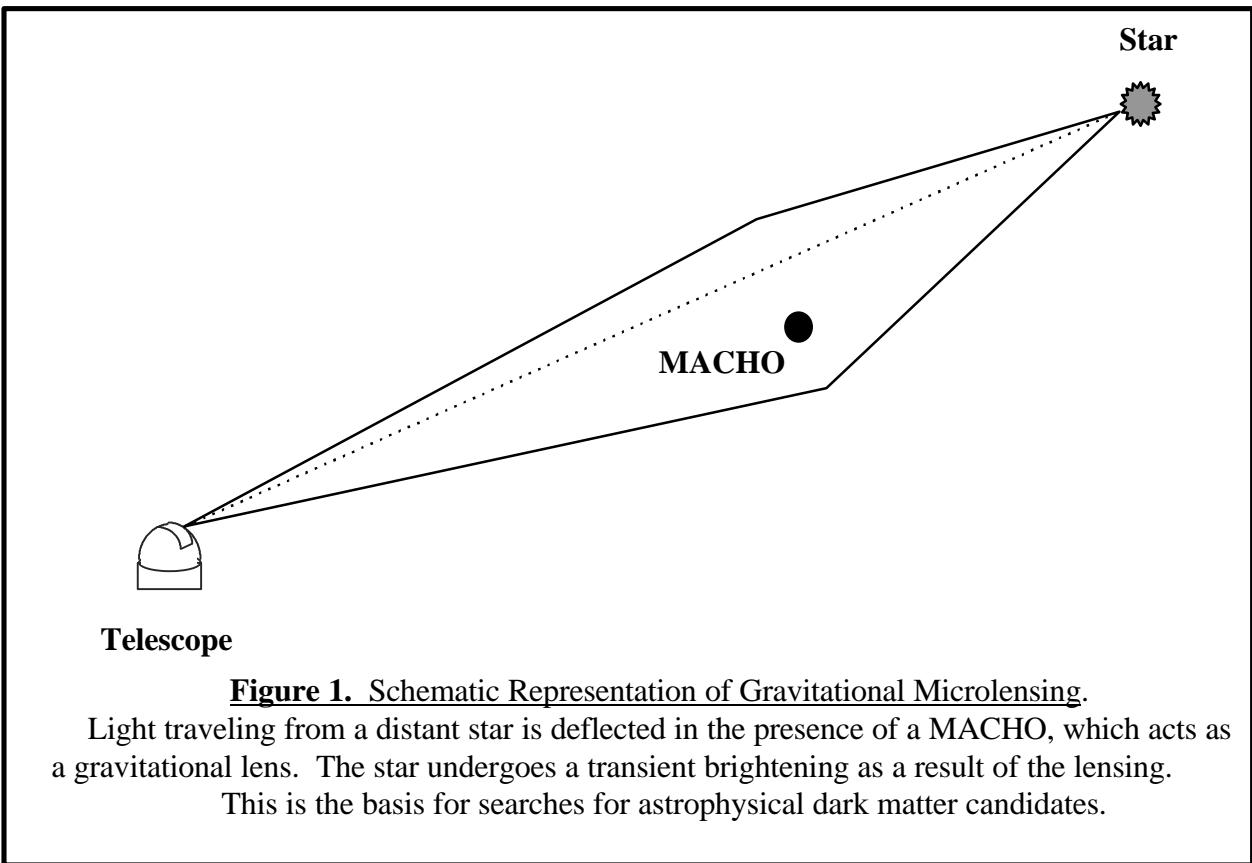 Star
MACHO
Telescope
Figure 1. Schematic Representation of Gravitational Microlensing.
Light traveling from a distant star is deflected in the presence of a MACHO, which acts as
a gravitational lens. The star undergoes a transient brightening as a result of the lensing.
This is the basis for searches for astrophysical dark matter candidates.